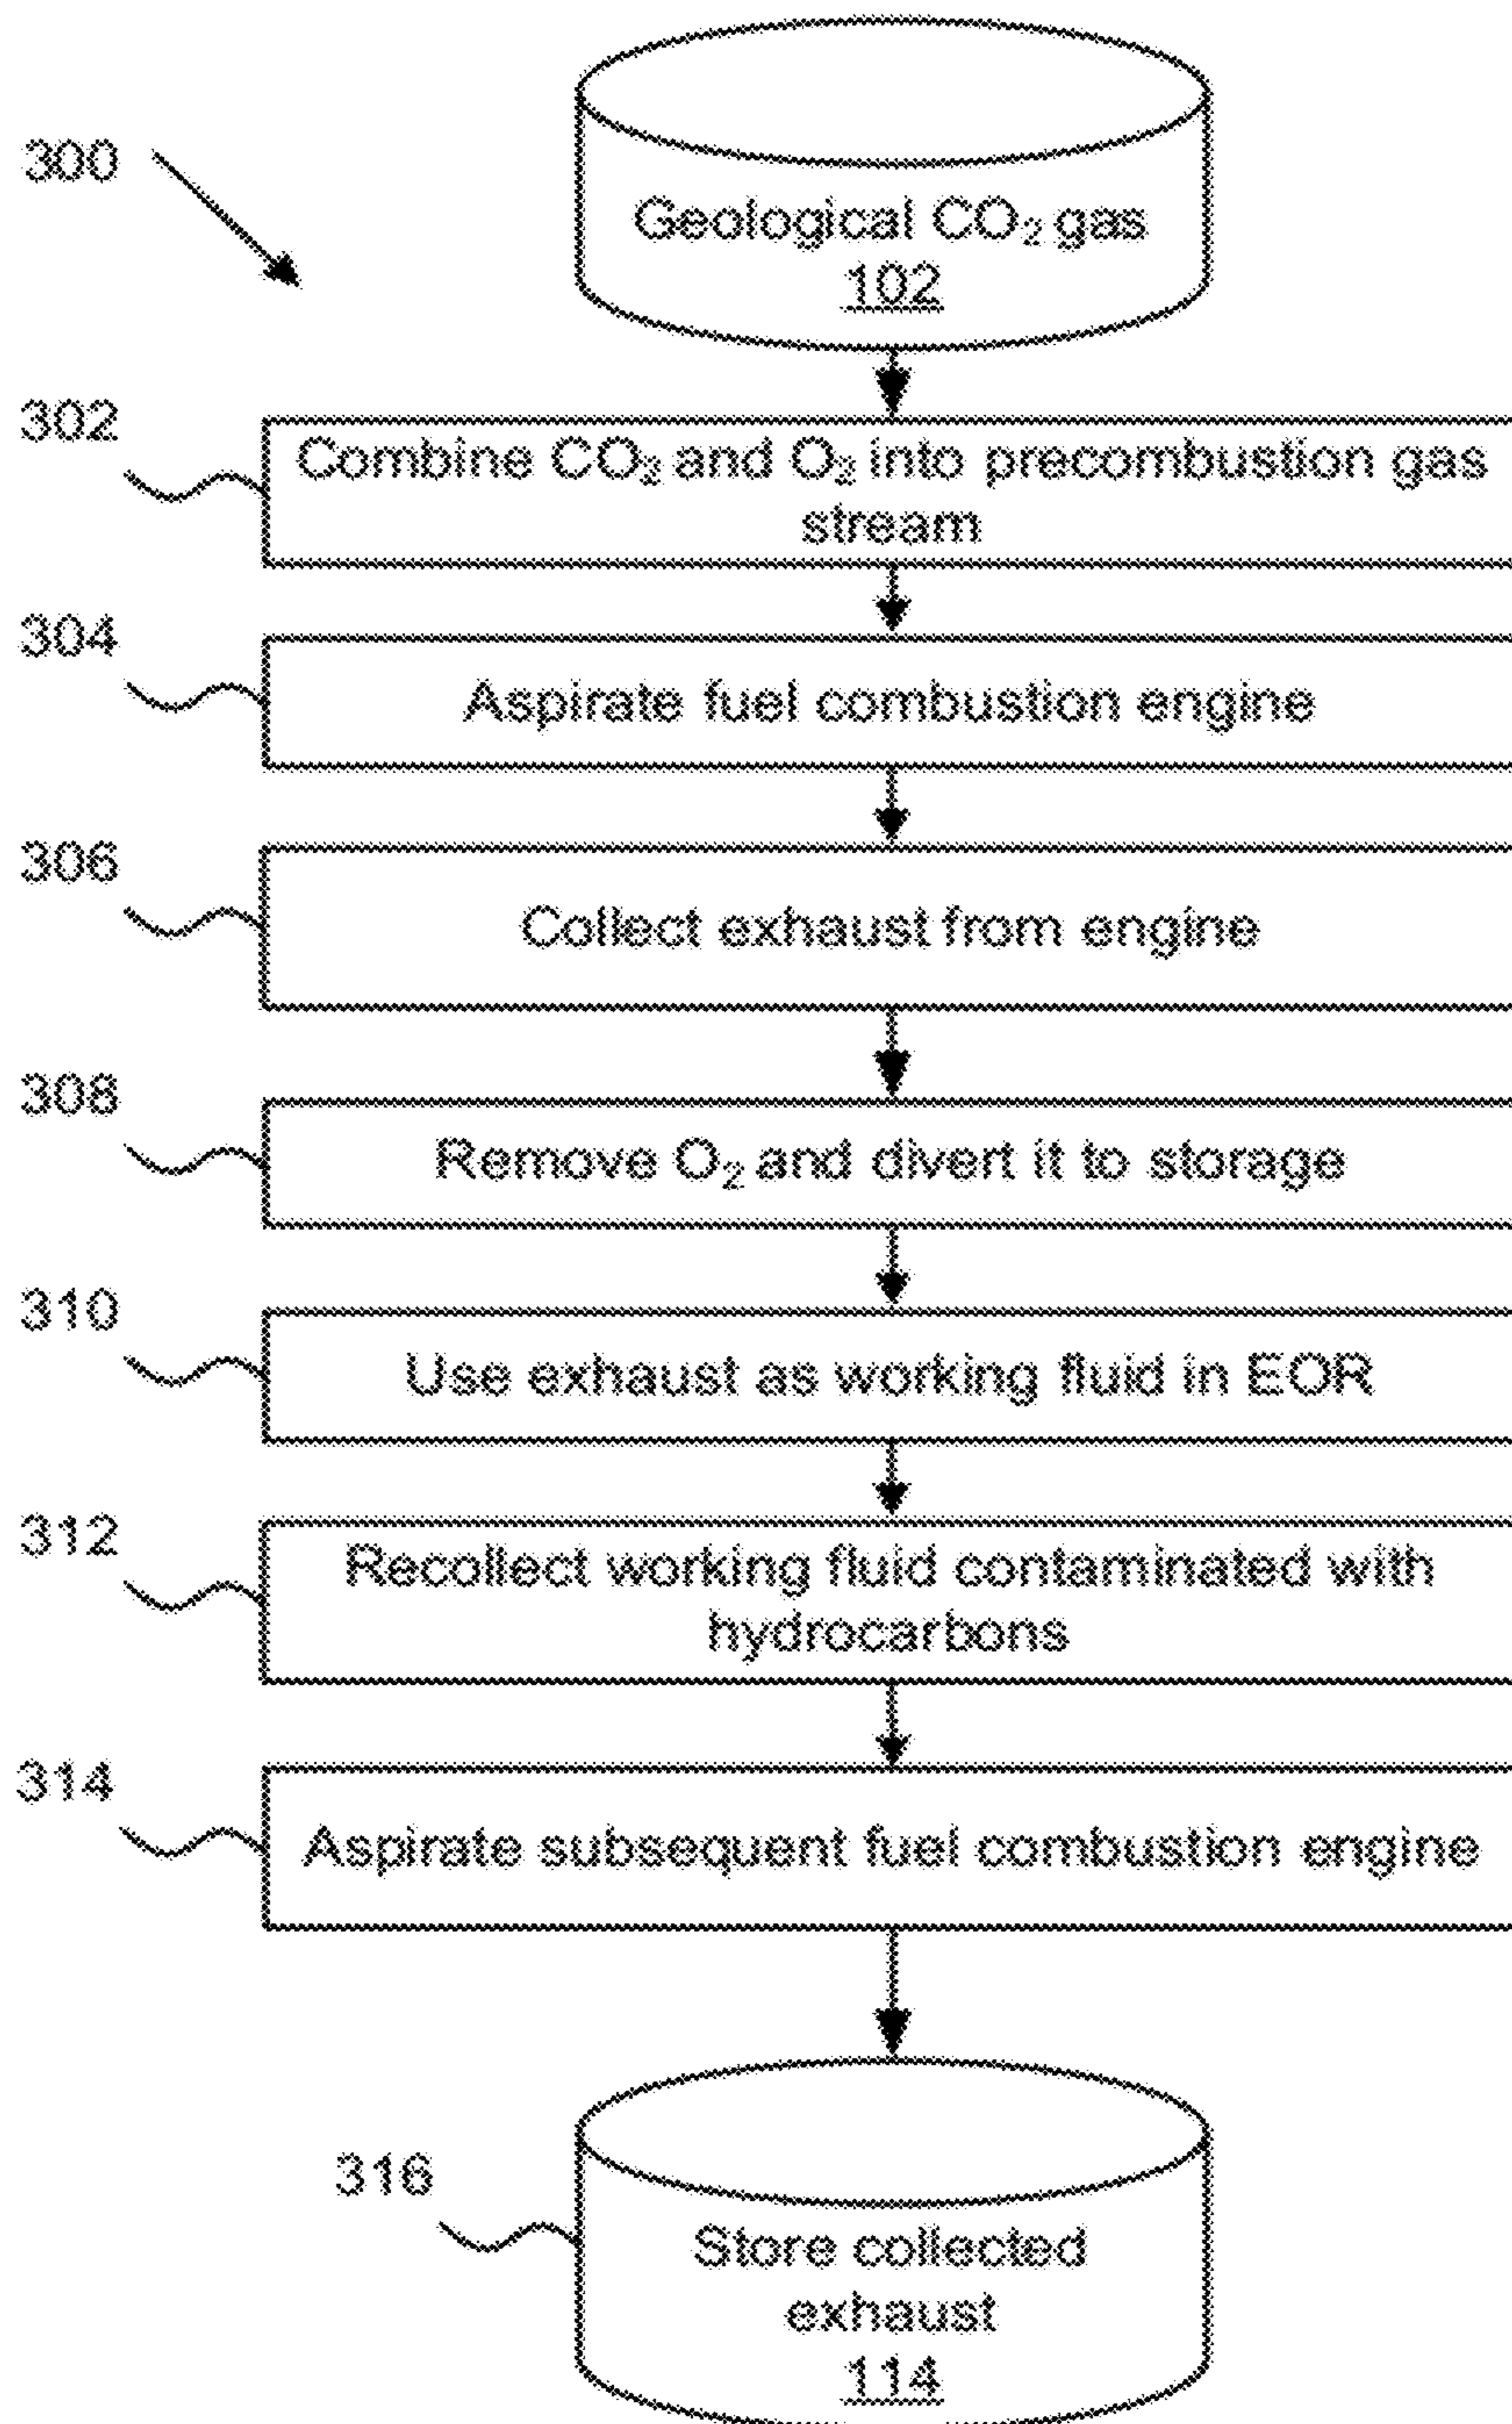 300
Geological CO₂ gas
102
302
Combine CO₂ and O₂ into precombustion gas
stream
304
Aspirate fuel combustion engine
306
Collect exhaust from engine
308
Remove O₂ and divert it to storage
310
Use exhaust as working fluid in EOR
312
Recollect working fluid contaminated with
hydrocarbons
314
Aspirate subsequent fuel combustion engine
316
Store collected
exhaust
114